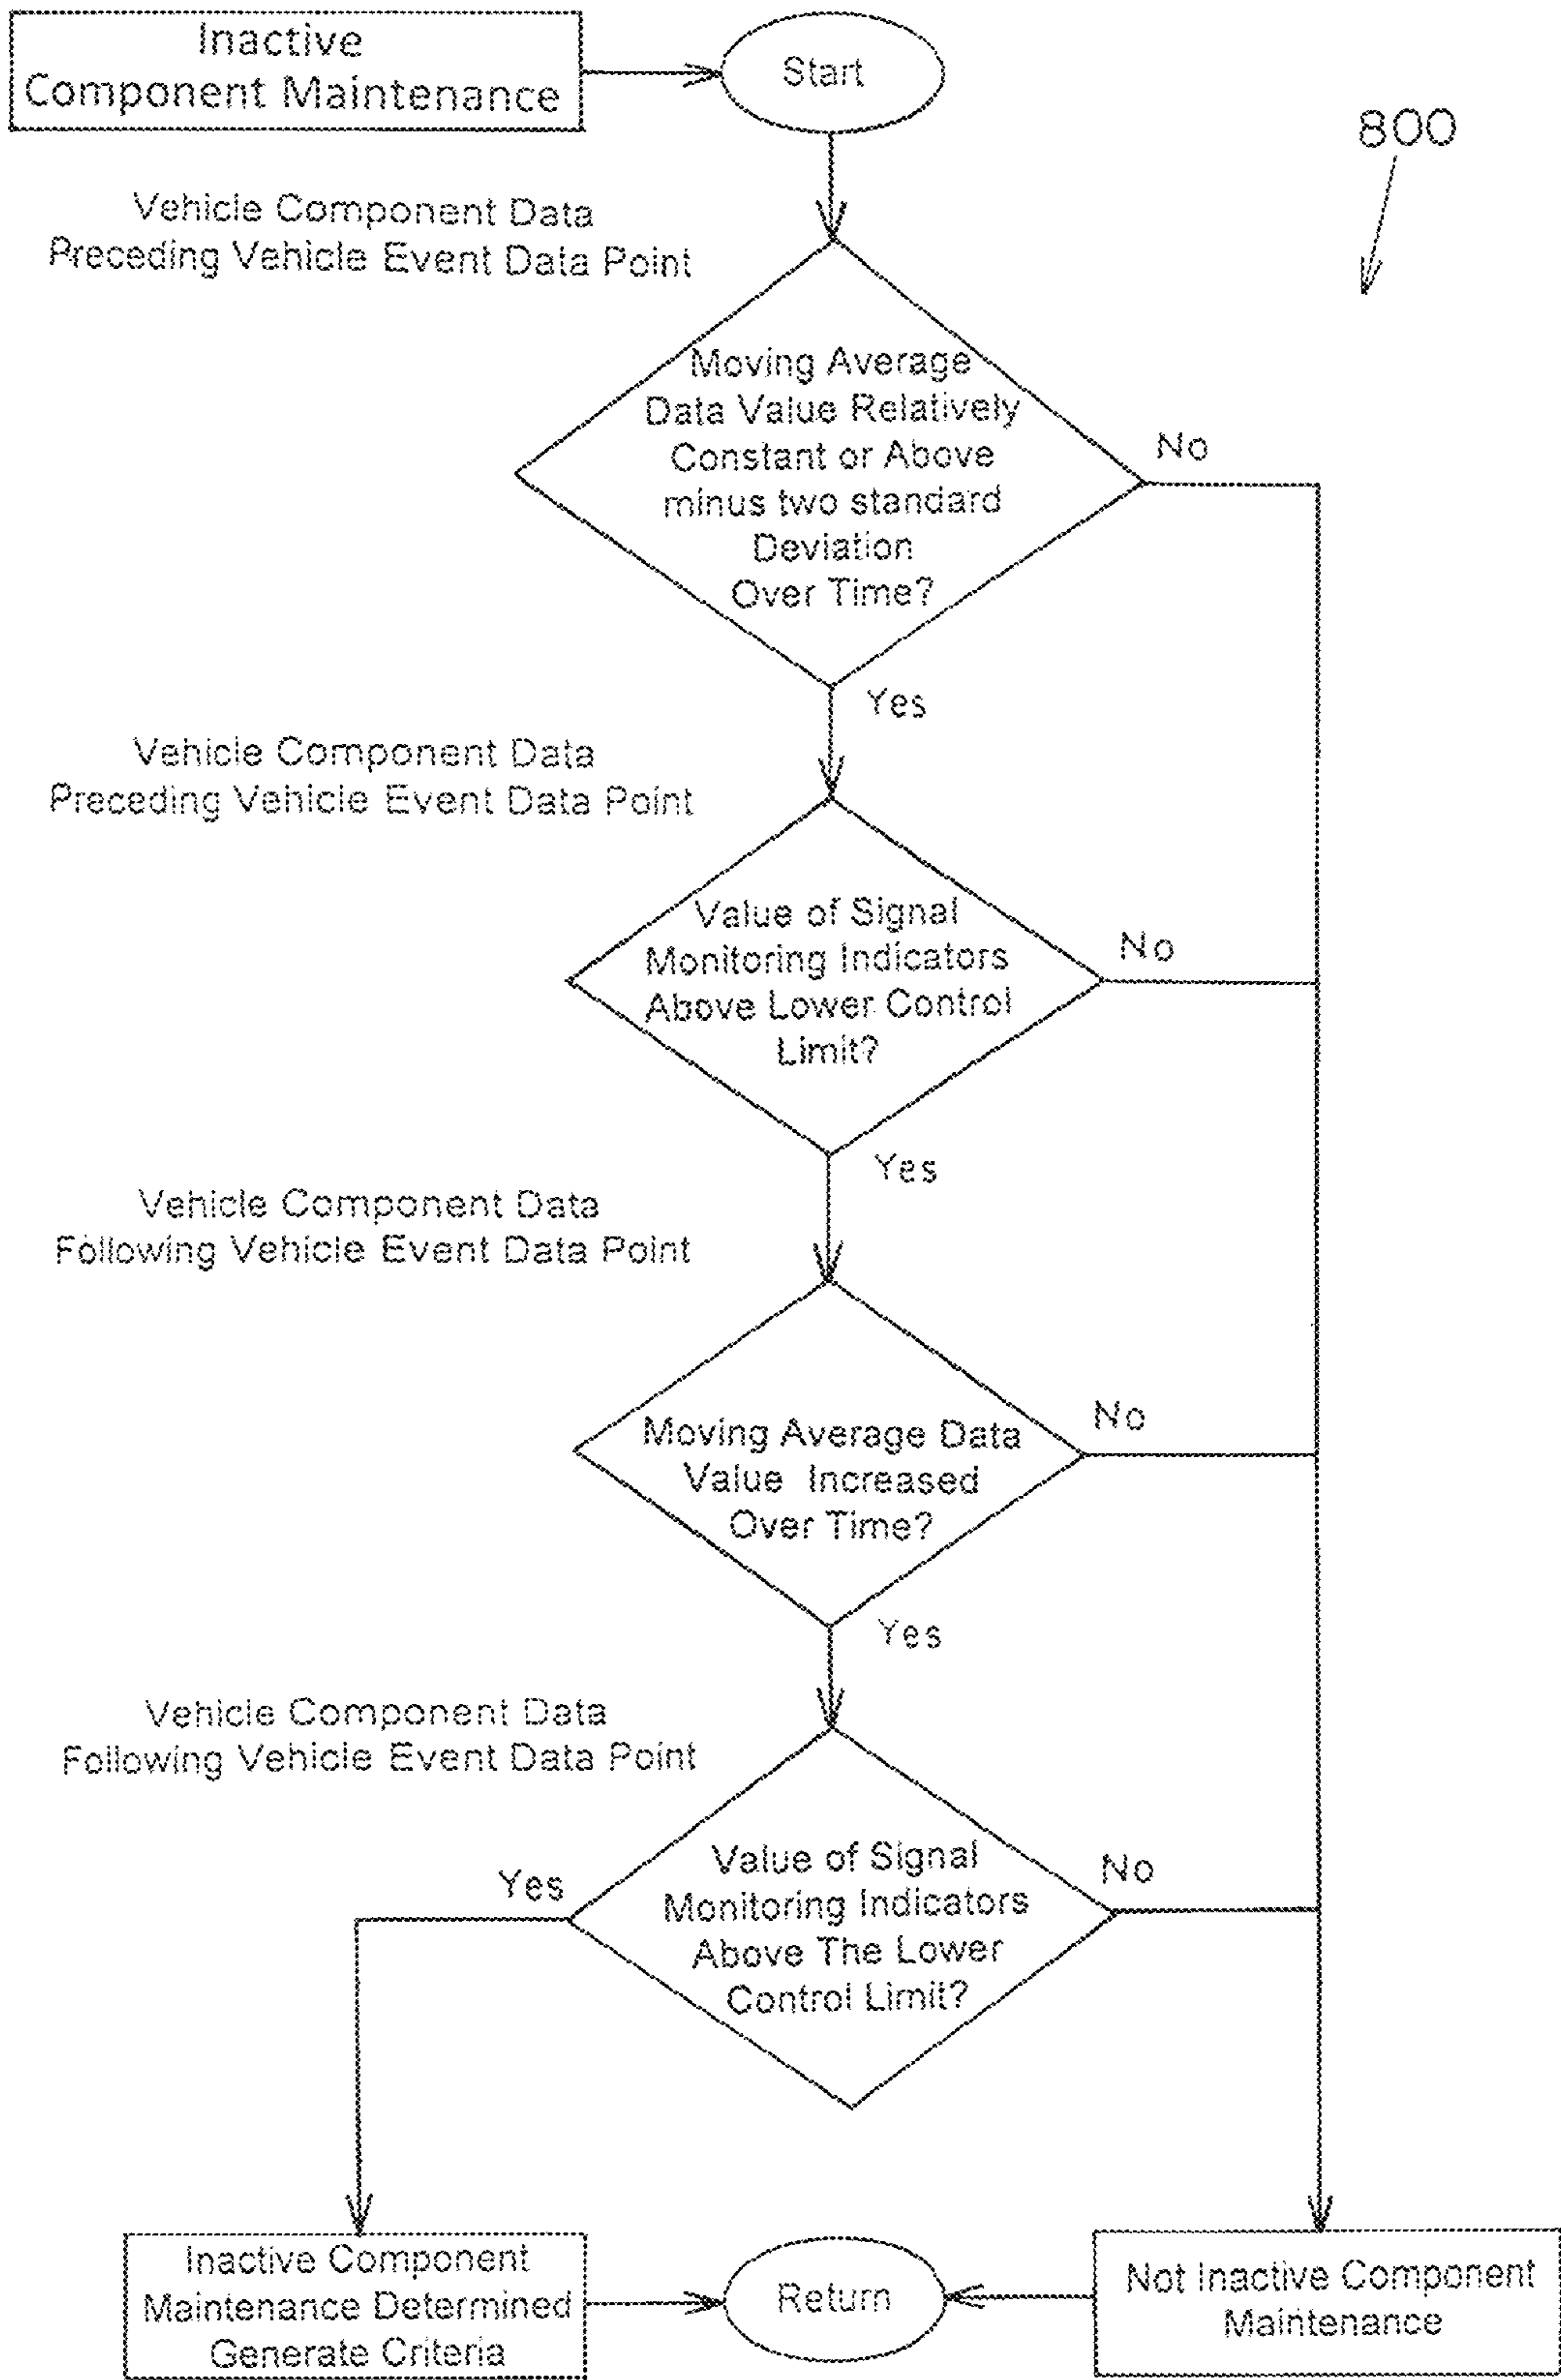 Inactive
Component Maintenance
Start
800
Vehicle Component Data
Preceding Vehicle Event Data Point
Moving Average
Data Value Relatively
Constant or Above
minus two standard
Deviation
Over Time?
No
Yes
Vehicle Component Data
Preceding Vehicle Event Data Point
Value of Signal
Monitoring Indicators
Above Lower Control
Limit?
No
Yes
Vehicle Component Data
Following Vehicle Event Data Point
Moving Average Data
Value Increased
Over Time?
No
Yes
Vehicle Component Data
Following Vehicle Event Data Point
Value of Signal
Monitoring Indicators
Above The Lower
Control Limit?
Yes
No
Inactive Component
Maintenance Determined
Generate Criteria
Return
Not Inactive Component
Maintenance